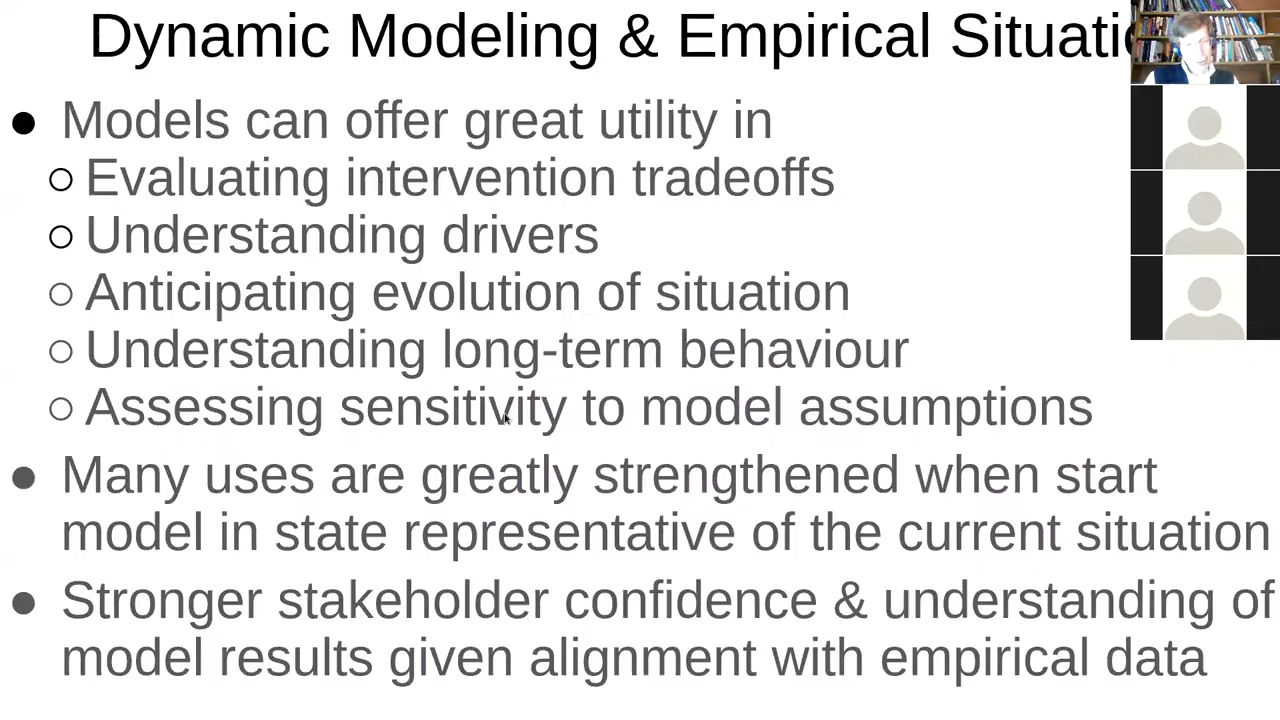 Dynamic Modeling & Empirical
● Models can offer great utility in
○ Evaluating intervention tradeoffs
○ Understanding drivers
○ Anticipating evolution of situation
○ Understanding long-term behaviour
○ Assessing sensitivity to model assumptions
● Many uses are greatly strengthened when start
model in state representative of the current situation
● Stronger stakeholder confidence & understanding of
model results given alignment with empirical data